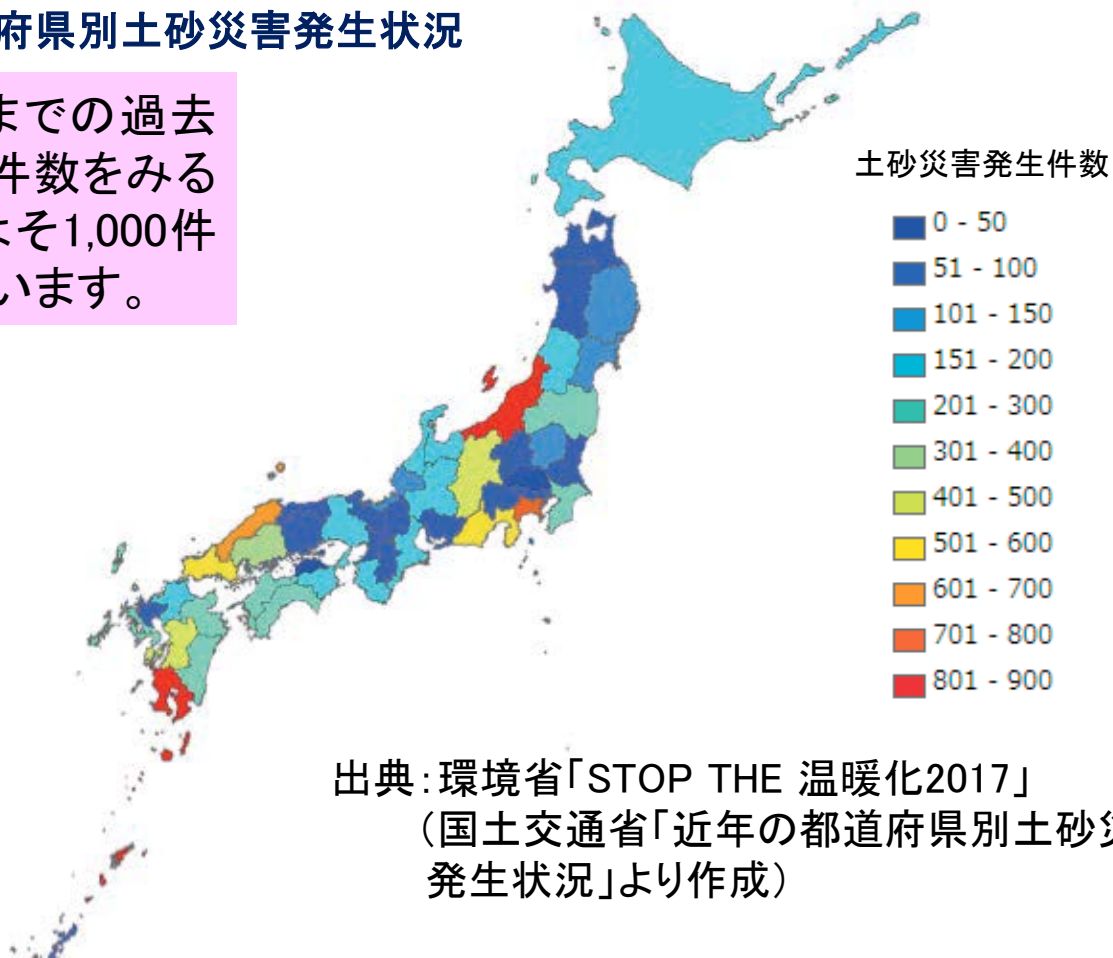 府県別土砂災害発生状況
までの過去
件数をみる
よそ1,000件
います。
土砂災害発生件数
0 - 50
51 - 100
101 - 150
151 - 200
201 - 300
301 - 400
401 - 500
501 - 600
601 - 700
701 - 800
801 - 900
出典：環境省「STOP THE 温暖化2017」
（国土交通省「近年の都道府県別土砂災
発生状況」より作成）